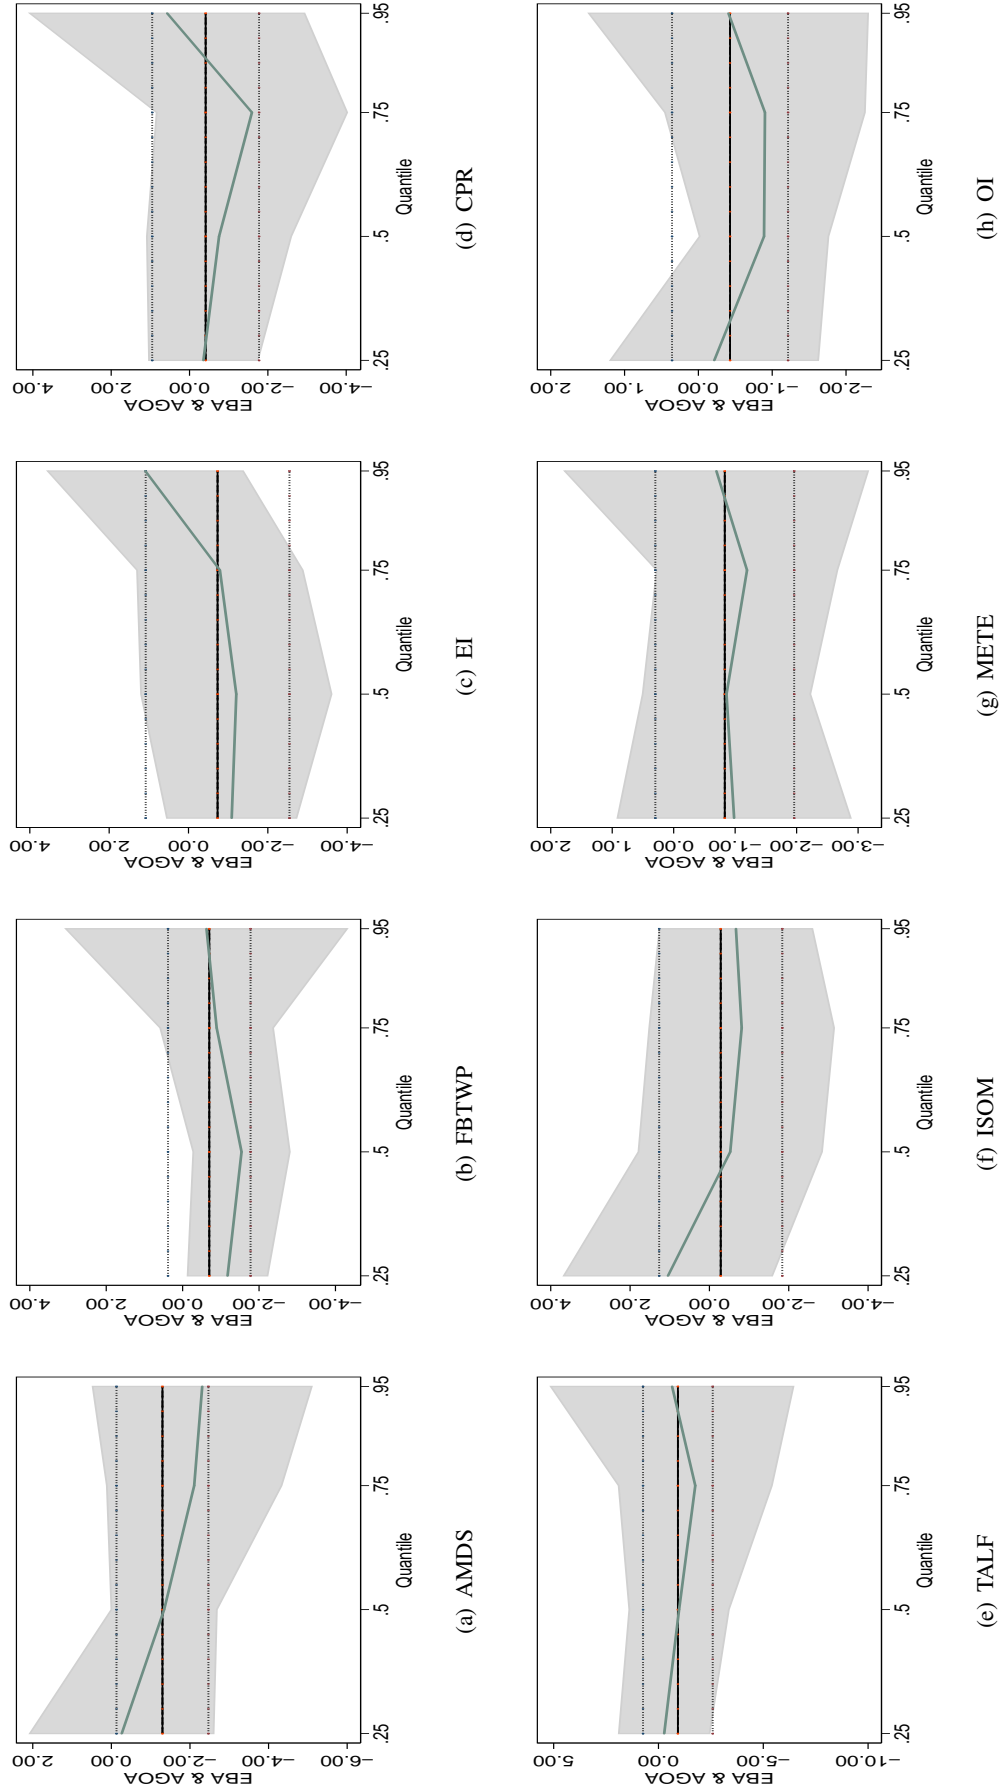 EBA & AGOA
2.00
0.00
−2.00
−4.00
−6.00
.25 .5 .75 .95
Quantile
(a) AMDS
EBA & AGOA
4.00
2.00
0.00
−2.00
−4.00
.25 .5 .75 .95
Quantile
(b) FBTWP
EBA & AGOA
4.00
2.00
0.00
−2.00
−4.00
.25 .5 .75 .95
Quantile
(c) EI
EBA & AGOA
4.00
2.00
0.00
−2.00
−4.00
.25 .5 .75 .95
Quantile
(d) CPR
EBA & AGOA
5.00
0.00
−5.00
−10.00
.25 .5 .75 .95
Quantile
(e) TALF
EBA & AGOA
4.00
2.00
0.00
−2.00
−4.00
.25 .5 .75 .95
Quantile
(f) ISOM
EBA & AGOA
2.00
1.00
0.00
−1.00
−2.00
−3.00
.25 .5 .75 .95
Quantile
(g) METE
EBA & AGOA
2.00
1.00
0.00
−1.00
−2.00
.25 .5 .75 .95
Quantile
(h) OI